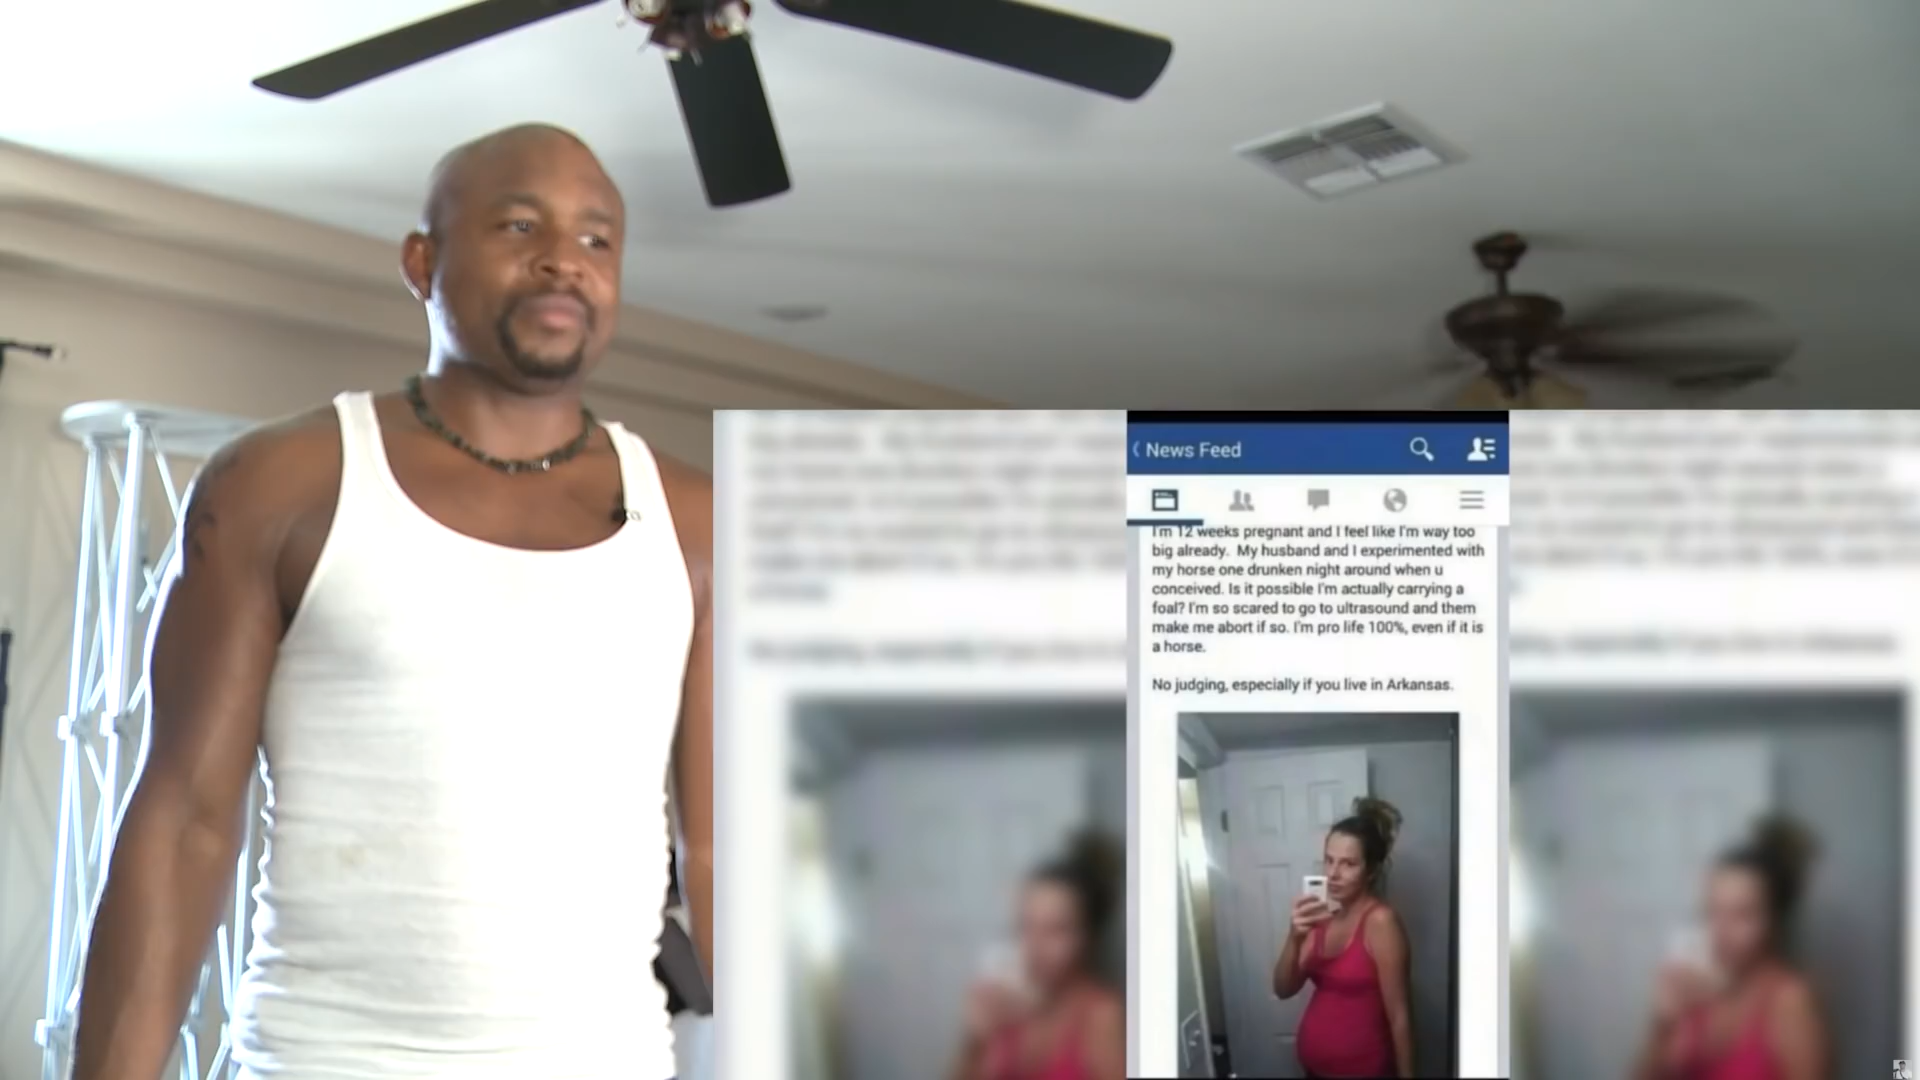 News Feed
I'm 12 weeks pregnant and I feel like I'm way too
big already. My husband and I experimented with
my horse one drunken night around when u
conceived. Is it possible I'm actually carrying a
foal? I'm so scared to go to ultrasound and them
make me abort if so. I'm pro life 100%, even if it is
a horse.
No judging, especially if you live in Arkansas.